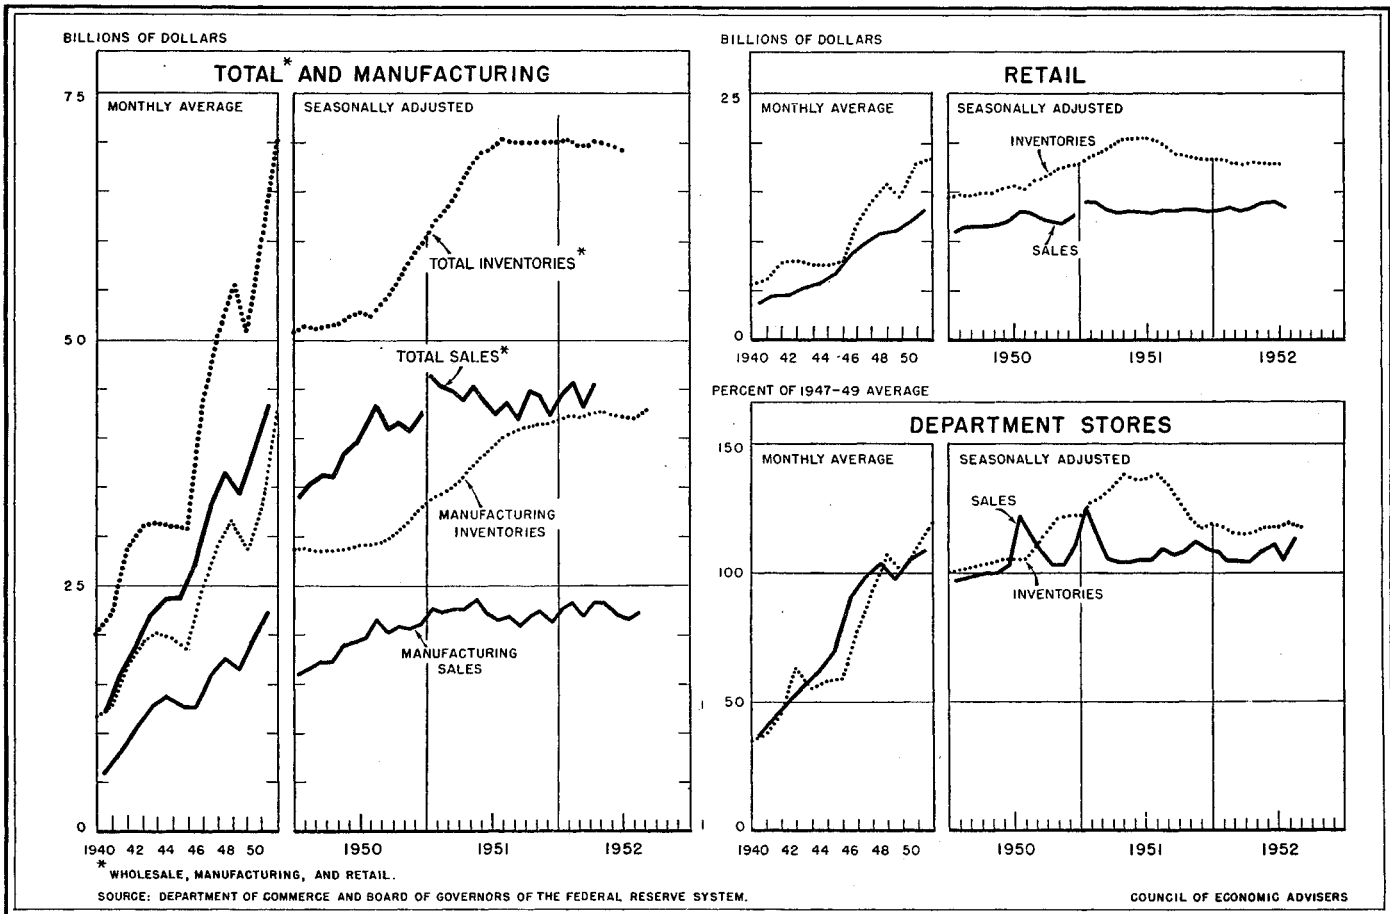 BILLIONS OF DOLLARS
TOTAL* AND MANUFACTURING
75
MONTHLY AVERAGE
SEASONALLY ADJUSTED
TOTAL INVENTORIES*
50
TOTAL SALES*
MANUFACTURING
INVENTORIES
25
MANUFACTURING
SALES
0
1940 42 44 46 48 50
1950 1951 1952
BILLIONS OF DOLLARS
RETAIL
25
MONTHLY AVERAGE
SEASONALLY ADJUSTED
INVENTORIES
SALES
0
1940 42 44 46 48 50
1950 1951 1952
PERCENT OF 1947-49 AVERAGE
DEPARTMENT STORES
150
MONTHLY AVERAGE
SEASONALLY ADJUSTED
SALES
100
INVENTORIES
50
0
1940 42 44 46 48 50
1950 1951 1952
*WHOLESALE, MANUFACTURING, AND RETAIL.
SOURCE: DEPARTMENT OF COMMERCE AND BOARD OF GOVERNORS OF THE FEDERAL RESERVE SYSTEM.
COUNCIL OF ECONOMIC ADVISERS